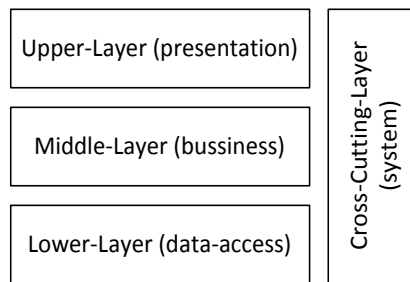 Upper-Layer (presentation)
Middle-Layer (bussiness)
Lower-Layer (data-access)
Cross-Cutting-Layer
(system)